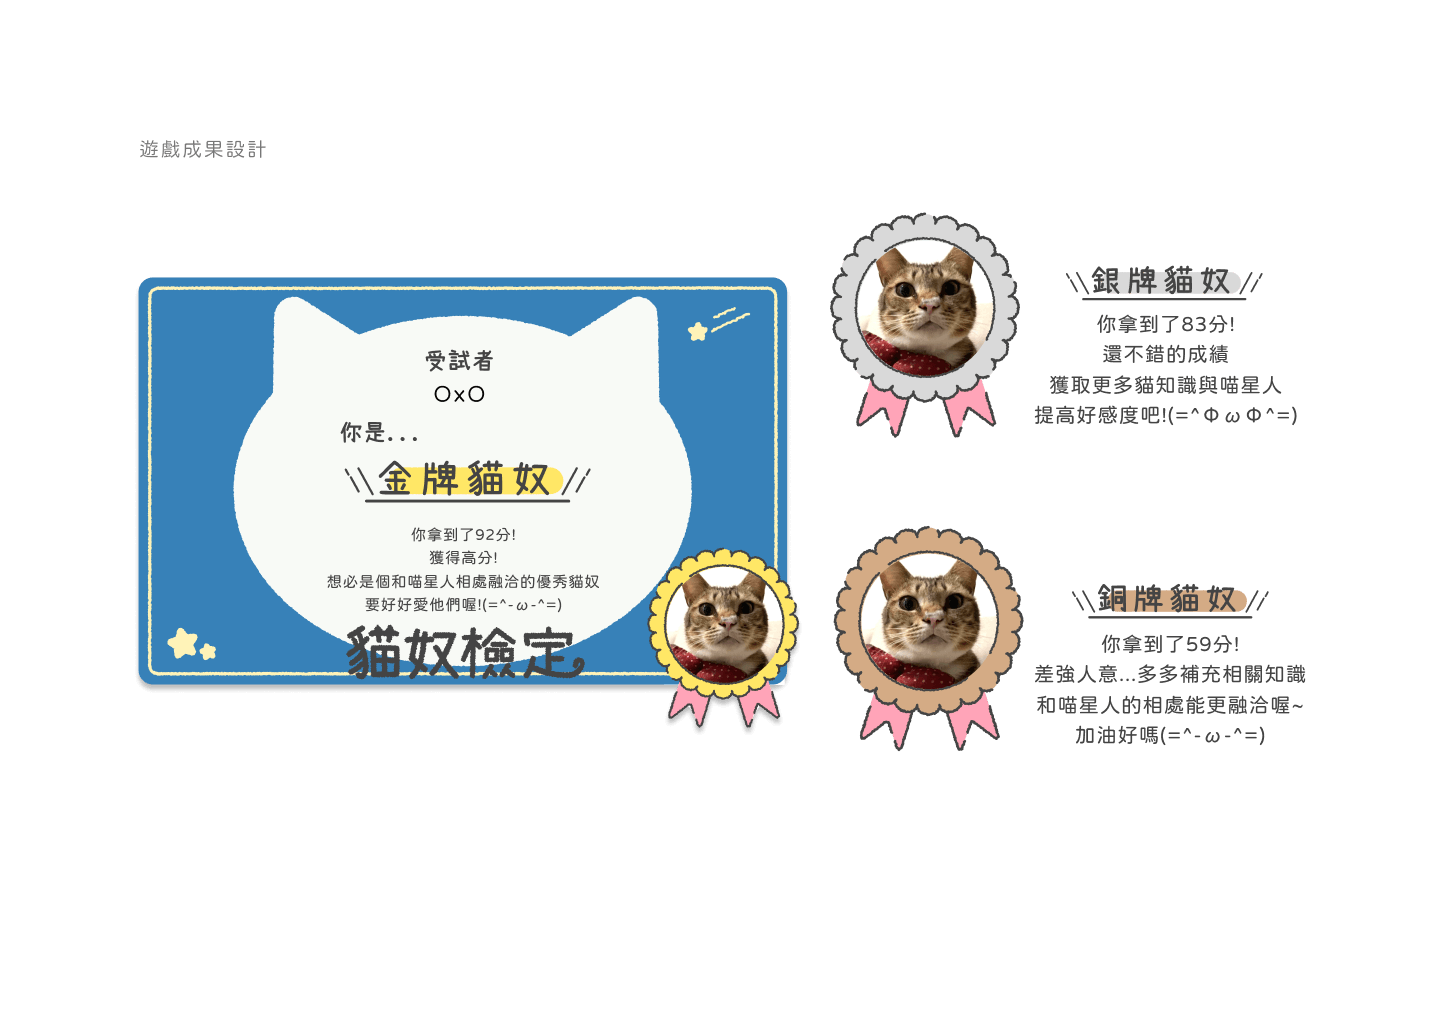 遊戲成果設計
受試者
OxO
你是...
\\金牌貓奴//
你拿到了92分!
獲得高分!
想必是個和喵星人相處融洽的優秀貓奴
要好好愛他們喔!(=^-ω-^=)
貓奴檢定
\\銀牌貓奴//
你拿到了83分!
還不錯的成績
獲取更多貓知識與喵星人
提高好感度吧!(=^ΦωΦ^=)
\\銅牌貓奴//
你拿到了59分!
差強人意...多多補充相關知識
和喵星人的相處能更融洽喔~
加油好嗎(=^-ω-^=)